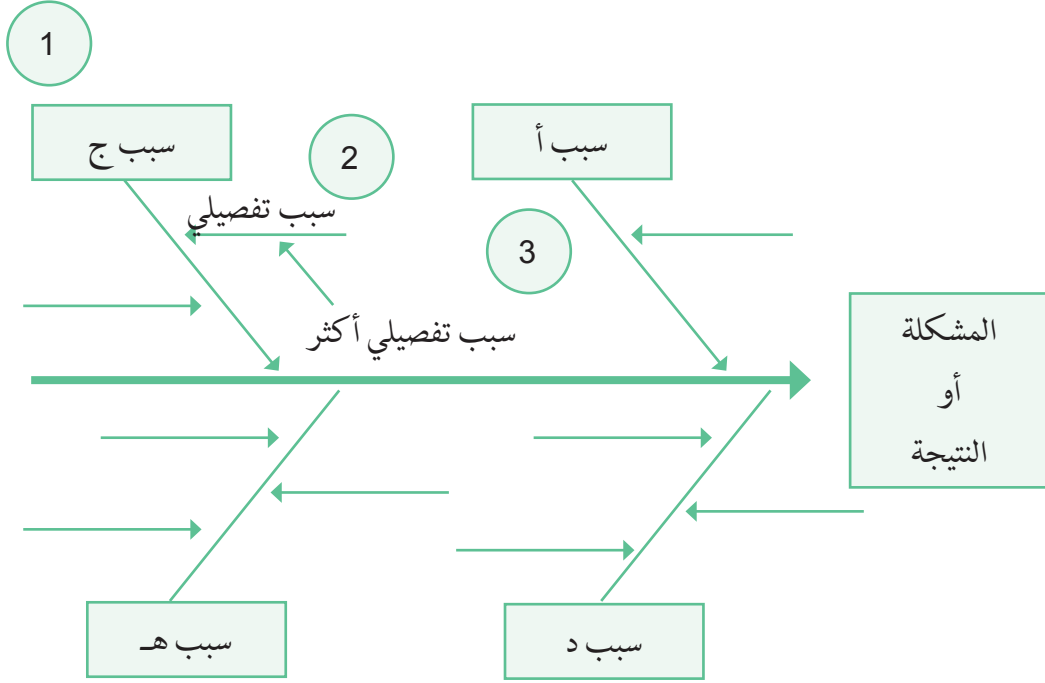 1
سبب أ
سبب ج
2
سبب تفصيلي
3
سبب تفصيلي أكثر
المشكلة
أو
النتيجة
سبب د
سبب هـ